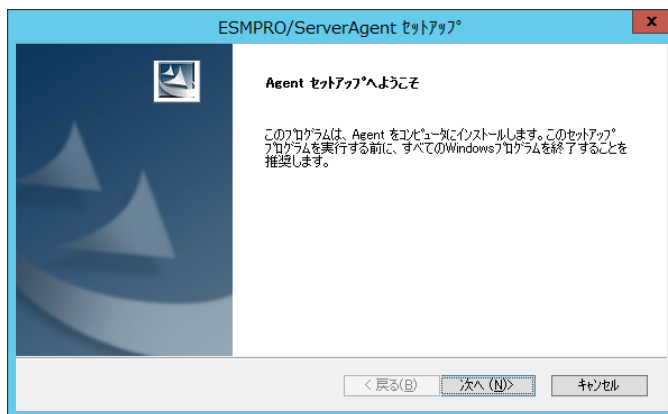 ESMPRO/ServerAgent ｾｯﾄｱｯﾌﾟ
x
Agent ｾｯﾄｱｯﾌﾟへようこそ
このﾌﾟﾛｸﾞﾗﾑは、Agent をｺﾝﾋﾟｭｰﾀにｲﾝｽﾄｰﾙします。このｾｯﾄｱｯﾌﾟ
ﾌﾟﾛｸﾞﾗﾑを実行する前に、すべてのWindowsﾌﾟﾛｸﾞﾗﾑを終了することを
推奨します。
< 戻る(B)
次へ (N)>
ｷｬﾝｾﾙ